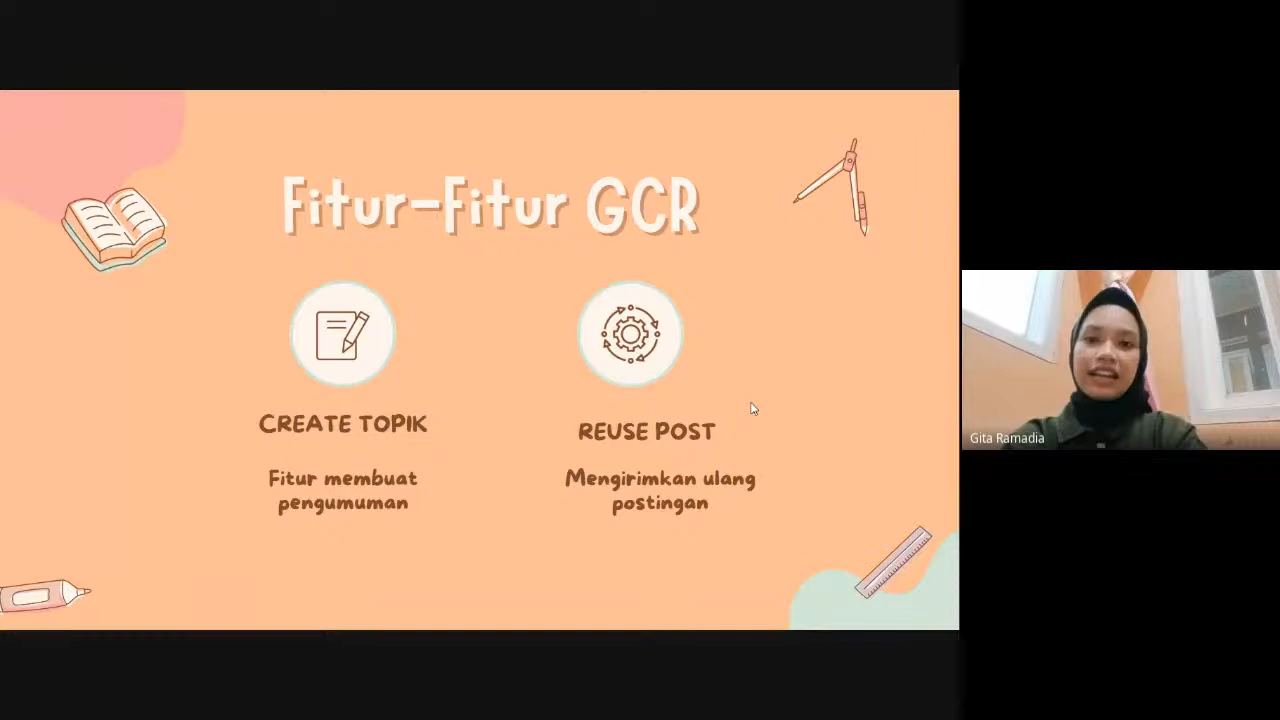 Fitur-Fitur GCR
CREATE TOPIK
Fitur membuat
pengumuman
REUSE POST
Mengirimkan ulang
postingan
Gita Ramadia